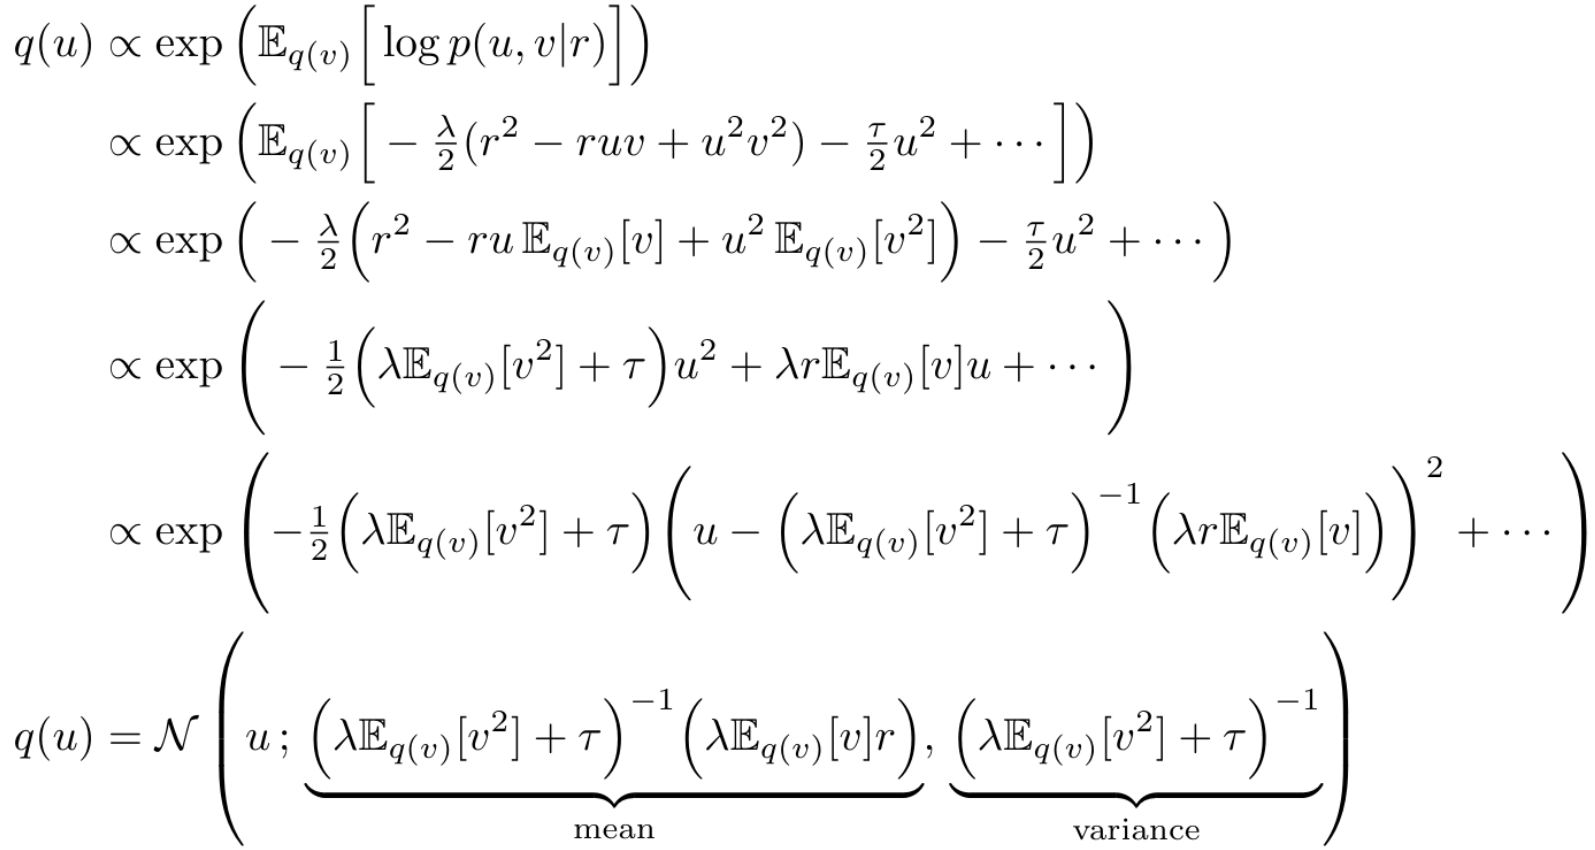 q(u) ∝ exp ( 𝔼_{q(v)} [ log p(u, v|r) ] )
∝ exp ( 𝔼_{q(v)} [ − λ/2 (r² − ruv + u²v²) − τ/2 u² + ⋯ ] )
∝ exp ( − λ/2 ( r² − ru 𝔼_{q(v)}[v] + u² 𝔼_{q(v)}[v²] ) − τ/2 u² + ⋯ )
∝ exp ( − 1/2 ( λ𝔼_{q(v)}[v²] + τ ) u² + λr𝔼_{q(v)}[v]u + ⋯ )
∝ exp ( − 1/2 ( λ𝔼_{q(v)}[v²] + τ ) ( u − ( λ𝔼_{q(v)}[v²] + τ )^{−1} ( λr𝔼_{q(v)}[v] ) )² + ⋯ )
q(u) = 𝒩 ( u ; ( λ𝔼_{q(v)}[v²] + τ )^{−1} ( λ𝔼_{q(v)}[v]r ) , ( λ𝔼_{q(v)}[v²] + τ )^{−1} )
mean variance